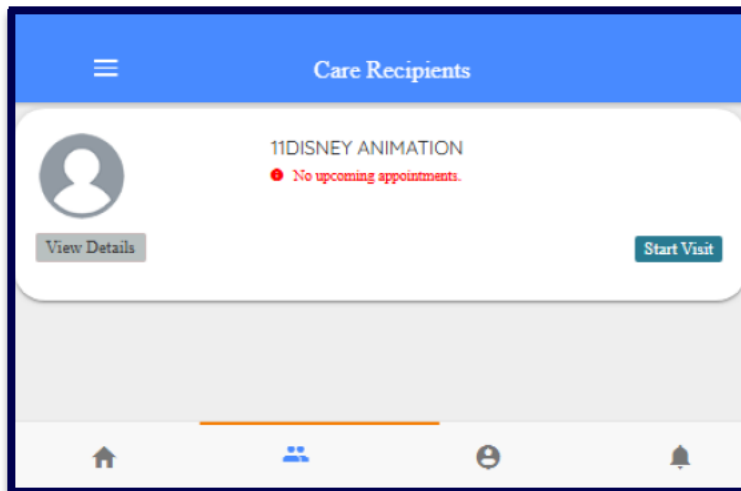 Care Recipients
11DISNEY ANIMATION
No upcoming appointments.
View Details
Start Visit